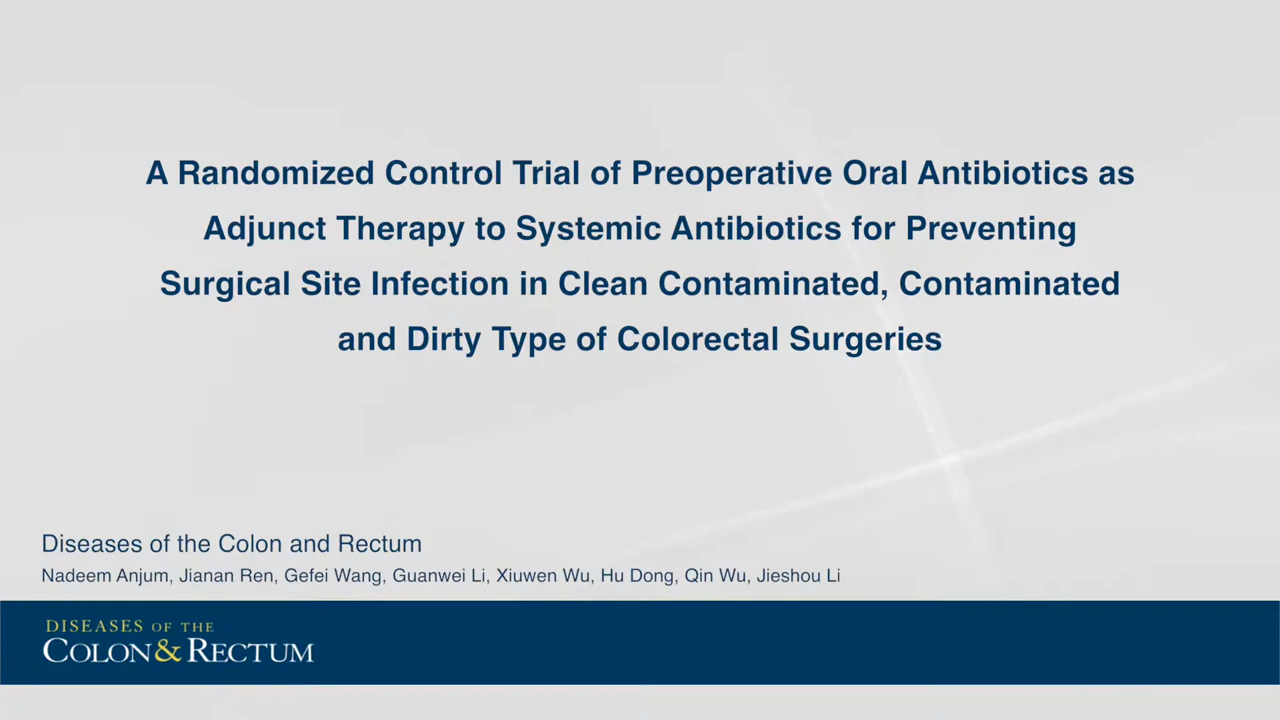 A Randomized Control Trial of Preoperative Oral Antibiotics as
Adjunct Therapy to Systemic Antibiotics for Preventing
Surgical Site Infection in Clean Contaminated, Contaminated
and Dirty Type of Colorectal Surgeries
Diseases of the Colon and Rectum
Nadeem Anjum, Jianan Ren, Gefei Wang, Guanwei Li, Xiuwen Wu, Hu Dong, Qin Wu, Jieshou Li
DISEASES OF THE
COLON & RECTUM